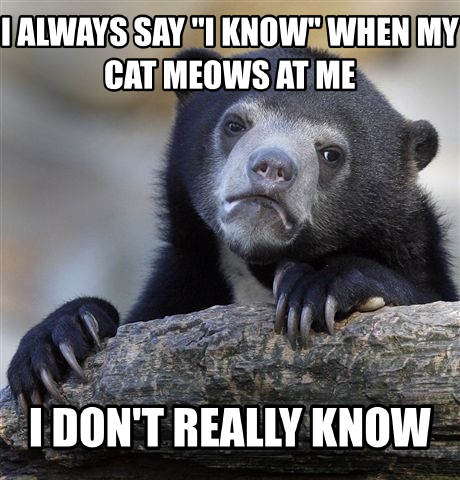 I ALWAYS SAY "I KNOW" WHEN MY
CAT MEOWS AT ME
I DON'T REALLY KNOW